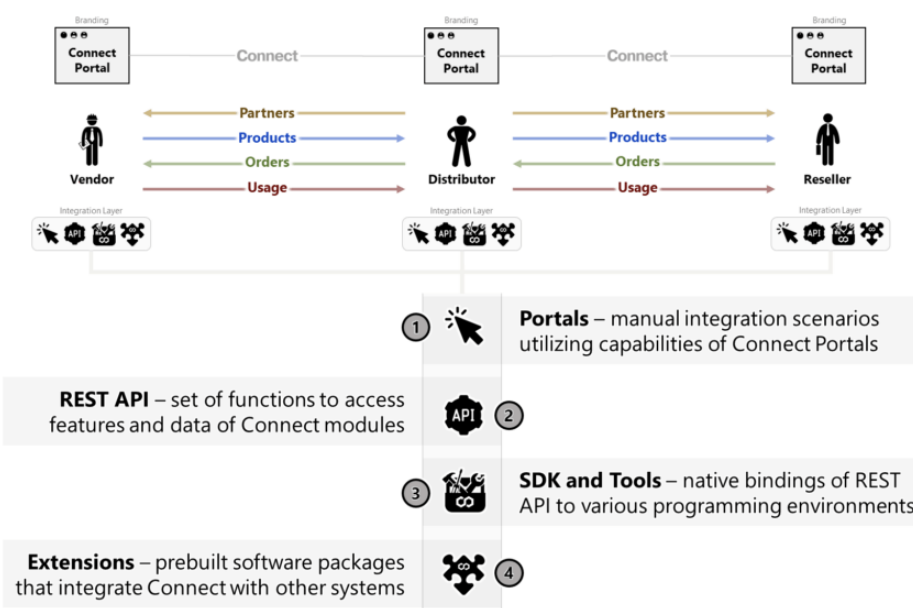 Branding
Branding
Branding
Connect
Portal
Connect
Connect
Portal
Connect
Connect
Portal
Partners
Partners
Products
Products
Orders
Orders
Vendor
Distributor
Reseller
Usage
Usage
Integration Layer
Integration Layer
Integration Layer
API
API
API
1
Portals – manual integration scenarios
utilizing capabilities of Connect Portals
REST API – set of functions to access
features and data of Connect modules
API
2
3
SDK and Tools – native bindings of REST
API to various programming environments
Extensions – prebuilt software packages
that integrate Connect with other systems
4